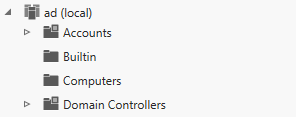 ad (local)
Accounts
Builtin
Computers
Domain Controllers